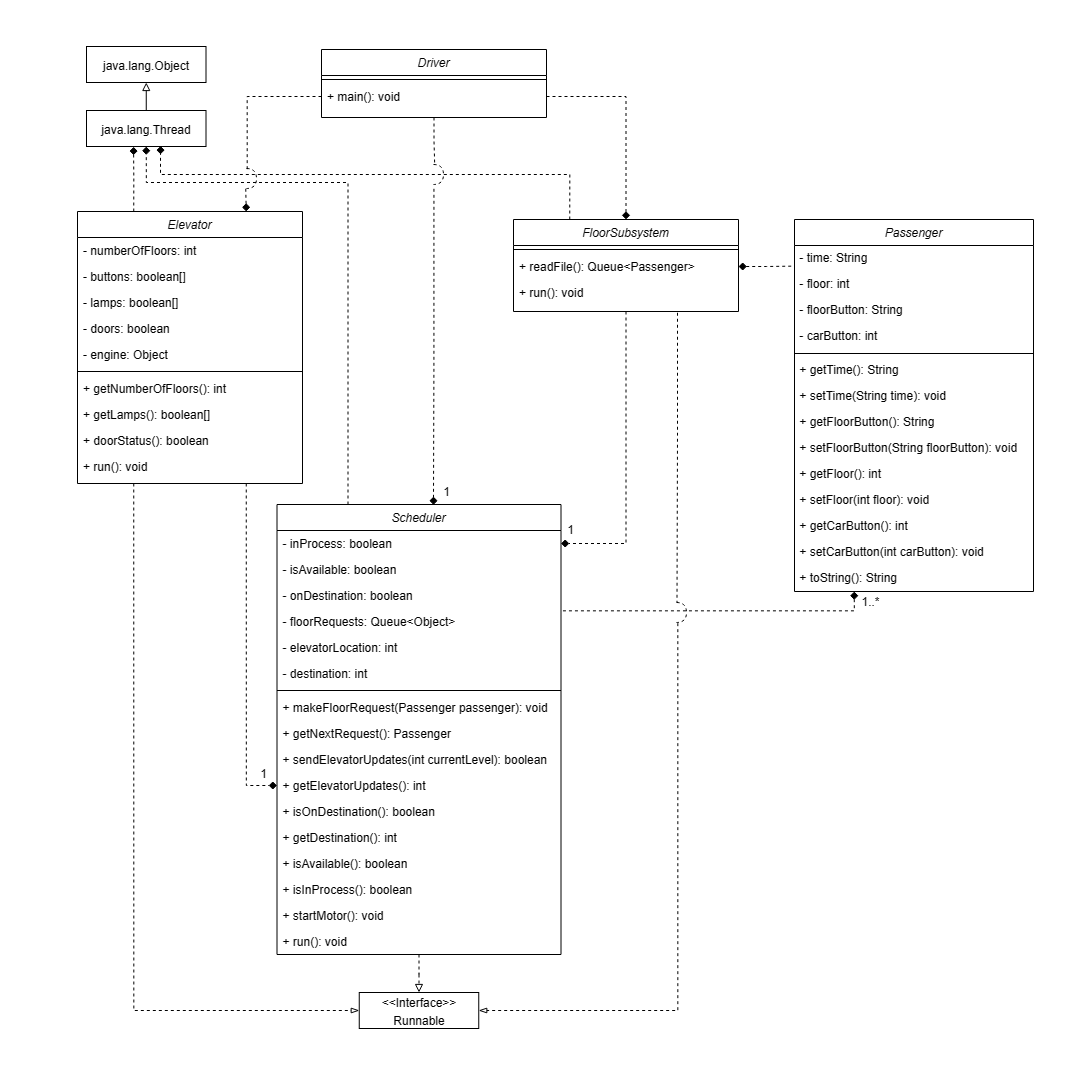 java.lang.Object
java.lang.Thread
Driver
+ main(): void
Elevator
- numberOfFloors: int
- buttons: boolean[]
- lamps: boolean[]
- doors: boolean
- engine: Object
+ getNumberOfFloors(): int
+ getLamps(): boolean[]
+ doorStatus(): boolean
+ run(): void
FloorSubsystem
+ readFile(): Queue<Passenger>
+ run(): void
Passenger
- time: String
- floor: int
- floorButton: String
- carButton: int
+ getTime(): String
+ setTime(String time): void
+ getFloorButton(): String
+ setFloorButton(String floorButton): void
+ getFloor(): int
+ setFloor(int floor): void
+ getCarButton(): int
+ setCarButton(int carButton): void
+ toString(): String
1..*
1
1
1
Scheduler
- inProcess: boolean
- isAvailable: boolean
- onDestination: boolean
- floorRequests: Queue<Object>
- elevatorLocation: int
- destination: int
+ makeFloorRequest(Passenger passenger): void
+ getNextRequest(): Passenger
+ sendElevatorUpdates(int currentLevel): boolean
+ getElevatorUpdates(): int
+ isOnDestination(): boolean
+ getDestination(): int
+ isAvailable(): boolean
+ isInProcess(): boolean
+ startMotor(): void
+ run(): void
<<Interface>>
Runnable